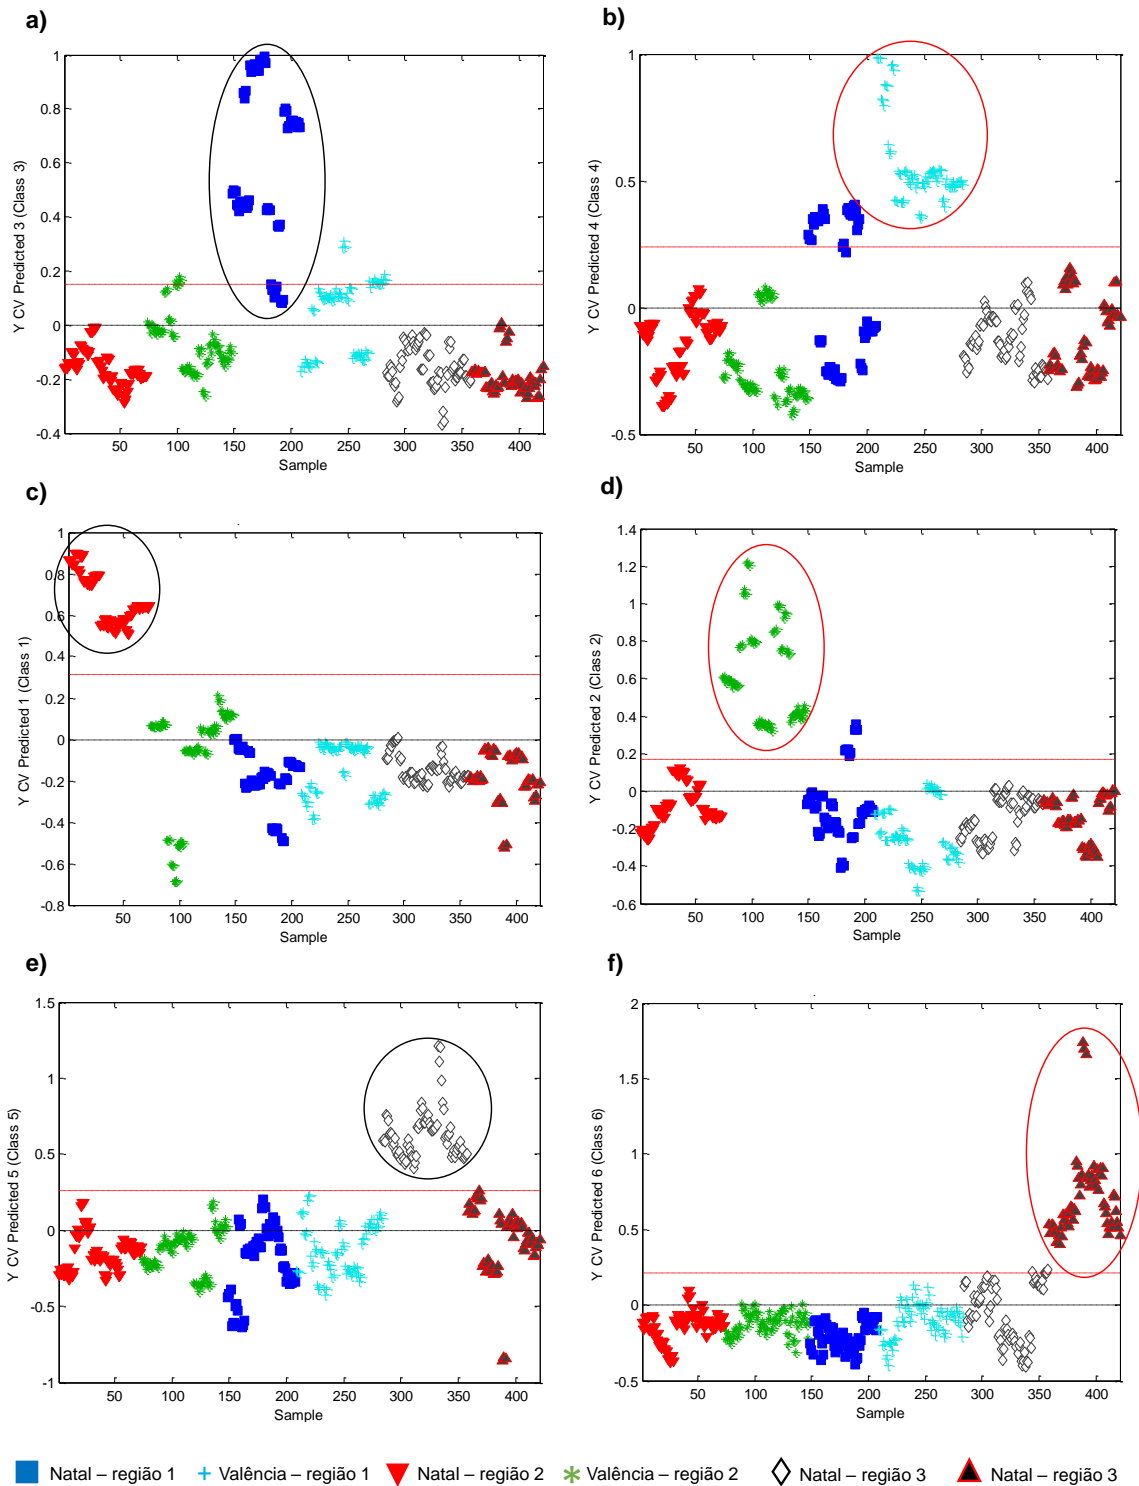 a)
1
0.8
0.6
0.4
0.2
0
-0.2
-0.4
50 100 150 200 250 300 350 400
Sample
Y CV Predicted 3 (Class 3)
b)
1
0.5
0
-0.5
50 100 150 200 250 300 350 400
Sample
Y CV Predicted 4 (Class 4)
c)
1
0.8
0.6
0.4
0.2
0
-0.2
-0.4
-0.6
-0.8
50 100 150 200 250 300 350 400
Sample
Y CV Predicted 1 (Class 1)
d)
1.4
1.2
1
0.8
0.6
0.4
0.2
0
-0.2
-0.4
-0.6
50 100 150 200 250 300 350 400
Sample
Y CV Predicted 2 (Class 2)
e)
1.5
1
0.5
0
-0.5
-1
50 100 150 200 250 300 350 400
Sample
Y CV Predicted 5 (Class 5)
f)
2
1.5
1
0.5
0
-0.5
50 100 150 200 250 300 350 400
Sample
Y CV Predicted 6 (Class 6)
Natal – região 1 Valência – região 1 Natal – região 2 Valência – região 2 Natal – região 3 Natal – região 3